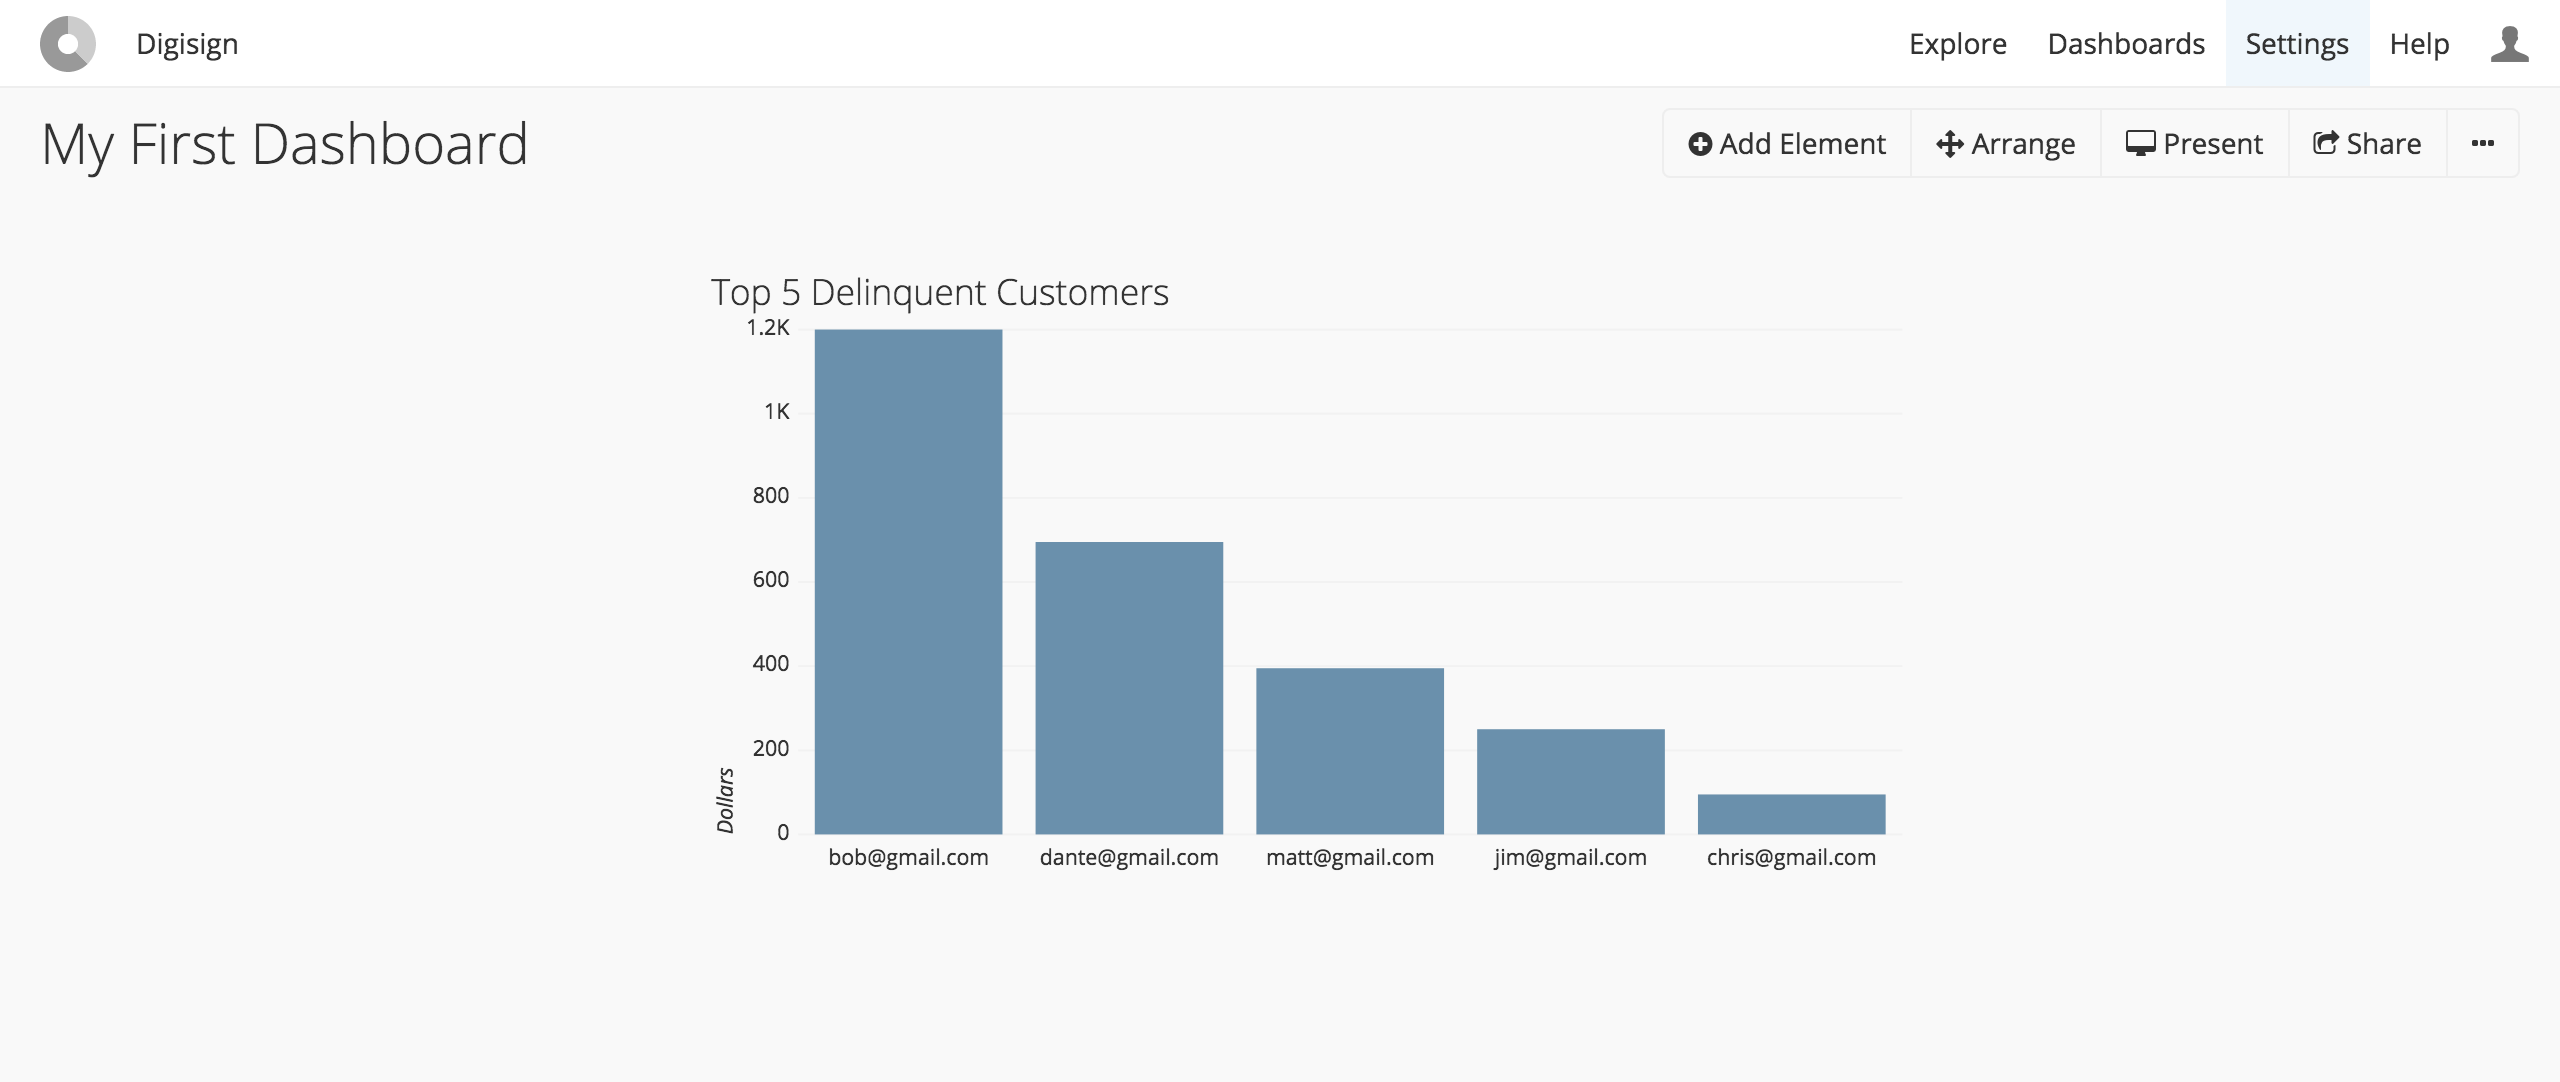 Digisign
Explore Dashboards Settings Help
My First Dashboard
Add Element Arrange Present Share
Top 5 Delinquent Customers
1.2K
1K
800
600
400
200
0
Dollars
bob@gmail.com dante@gmail.com matt@gmail.com jim@gmail.com chris@gmail.com